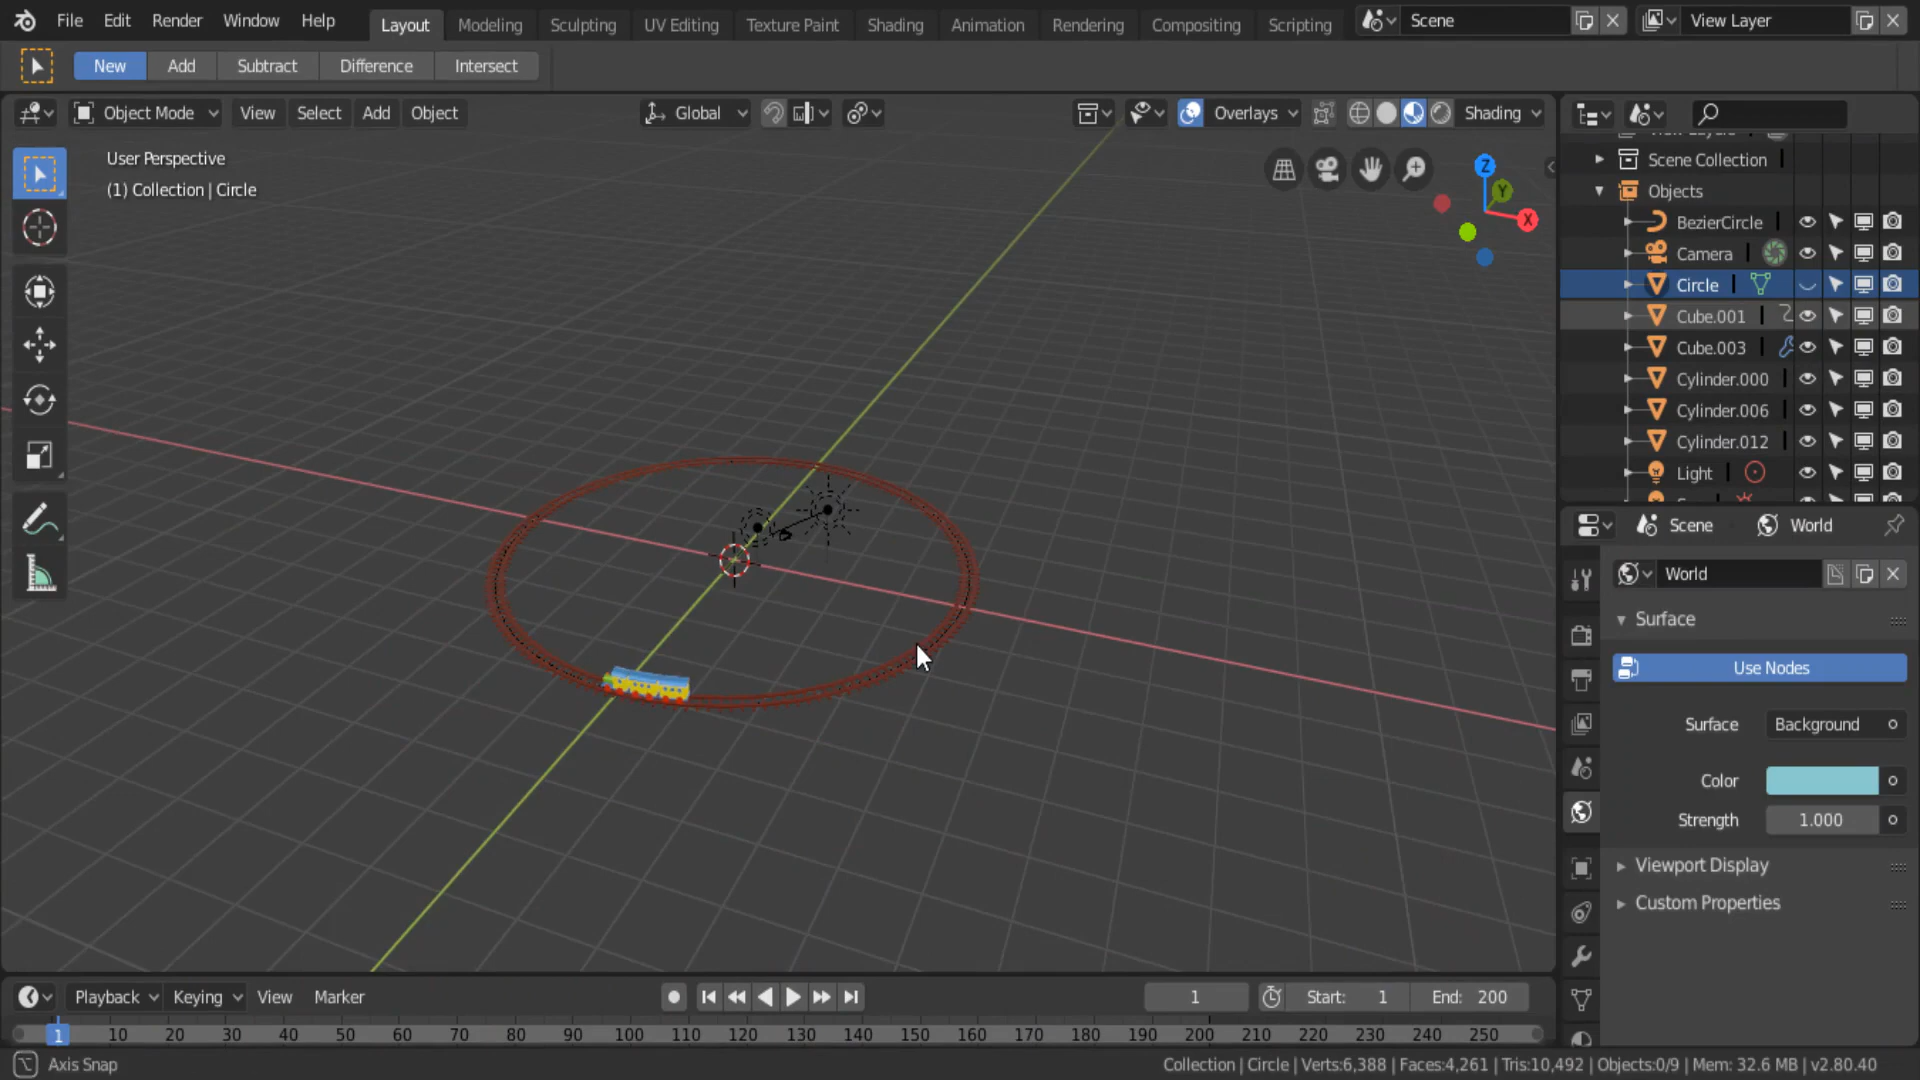 File Edit Render Window Help Layout Modeling Sculpting UV Editing Texture Paint Shading Animation Rendering Compositing Scripting Scene View Layer
New Add Subtract Difference Intersect
Object Mode View Select Add Object Global Overlays Shading
User Perspective
(1) Collection | Circle
Z
Y
X
Scene Collection
Objects
BezierCircle
Camera
Circle
Cube.001
Cube.003
Cylinder.000
Cylinder.006
Cylinder.012
Light
Scene World
World
Surface
Use Nodes
Surface Background
Color
Strength 1.000
Viewport Display
Custom Properties
Playback Keying View Marker 1 Start: 1 End: 200
1 10 20 30 40 50 60 70 80 90 100 110 120 130 140 150 160 170 180 190 200 210 220 230 240 250
Axis Snap Collection | Circle | Verts:6,388 | Faces:4,261 | Tris:10,492 | Objects:0/9 | Mem: 32.6 MB | v2.80.40